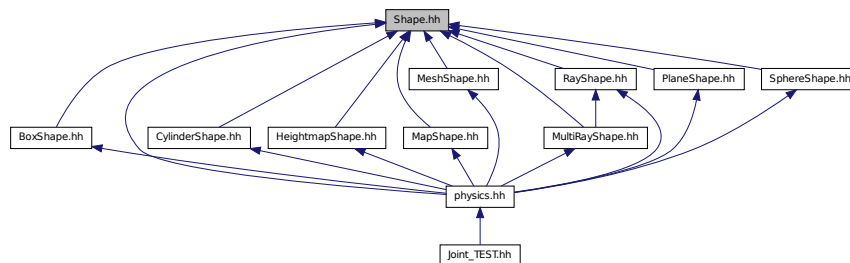 Shape.hh
MeshShape.hh
RayShape.hh
PlaneShape.hh
SphereShape.hh
BoxShape.hh
CylinderShape.hh
HeightmapShape.hh
MapShape.hh
MultiRayShape.hh
physics.hh
Joint_TEST.hh